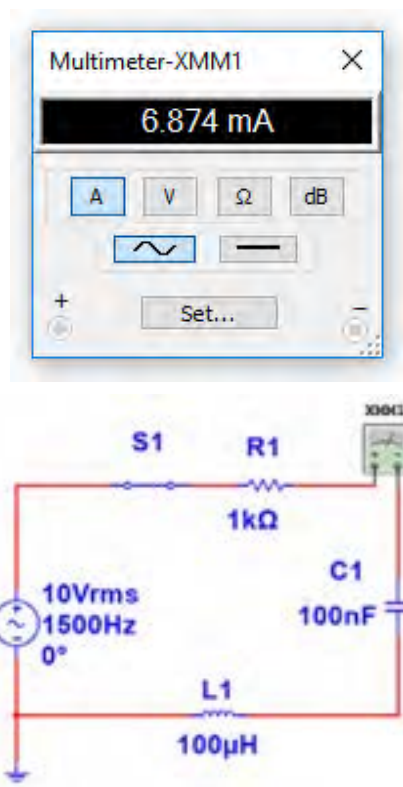 Multimeter-XMM1
6.874 mA
A V Ω dB
+ –
Set...
S1 R1
1kΩ
C1
10Vrms
1500Hz
0°
100nF
L1
100µH